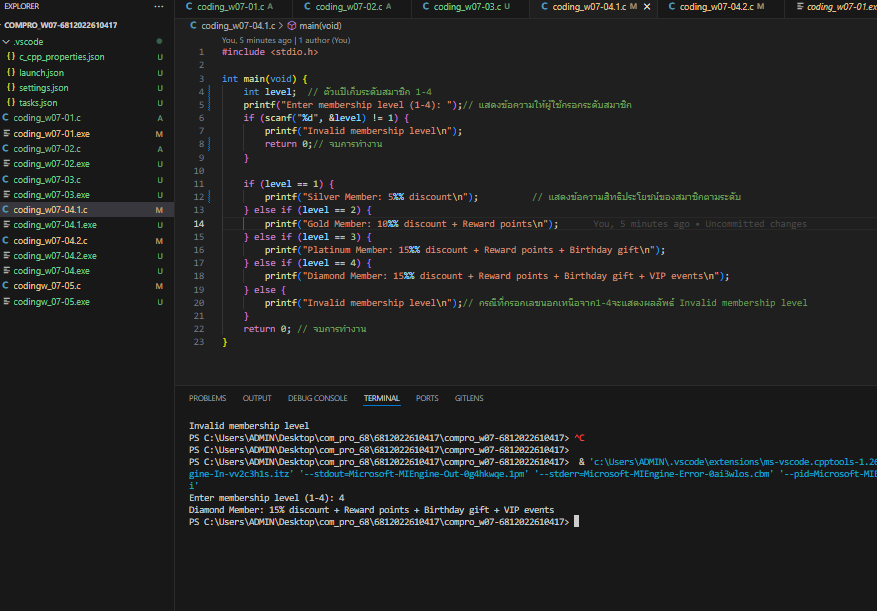 EXPLORER ...
COMPRO_W07-6812022610417
.vscode
c_cpp_properties.json U
launch.json U
settings.json U
tasks.json U
coding_w07-01.c A
coding_w07-01.exe M
coding_w07-02.c A
coding_w07-02.exe U
coding_w07-03.c U
coding_w07-03.exe U
coding_w07-04.1.c M
coding_w07-04.1.exe U
coding_w07-04.2.c M
coding_w07-04.2.exe U
coding_w07-04.exe U
codingw_07-05.c M
codingw_07-05.exe U
coding_w07-01.c A
coding_w07-02.c A
coding_w07-03.c U
coding_w07-04.1.c M
coding_w07-04.2.c M
coding_w07-01.ex
coding_w07-04.1.c > main(void)
You, 5 minutes ago | 1 author (You)
1 #include <stdio.h>
2
3 int main(void) {
4 int level; // ตัวแปีเก็บระดับสมาชิก 1-4
5 printf("Enter membership level (1-4): ");// แสดงข้อความให้ผู้ใช้กรอกระดับสมาชิก
6 if (scanf("%d", &level) != 1) {
7 printf("Invalid membership level\n");
8 return 0;// จบการทำงาน
9 }
10
11 if (level == 1) {
12 printf("Silver Member: 5%% discount\n"); // แสดงข้อความสิทธิประโยชน์ของสมาชิกตามระดับ
13 } else if (level == 2) {
14 printf("Gold Member: 10%% discount + Reward points\n"); You, 5 minutes ago • Uncommitted changes
15 } else if (level == 3) {
16 printf("Platinum Member: 15%% discount + Reward points + Birthday gift\n");
17 } else if (level == 4) {
18 printf("Diamond Member: 15%% discount + Reward points + Birthday gift + VIP events\n");
19 } else {
20 printf("Invalid membership level\n");// กรณีที่กรอกเลขนอกเหนือจาก1-4จะแสดงผลลัพธ์ Invalid membership level
21 }
22 return 0; // จบการทำงาน
23 }
PROBLEMS OUTPUT DEBUG CONSOLE TERMINAL PORTS GITLENS
Invalid membership level
PS C:\Users\ADMIN\Desktop\com_pro_68\6812022610417\compro_w07-6812022610417> ^C
PS C:\Users\ADMIN\Desktop\com_pro_68\6812022610417\compro_w07-6812022610417>
PS C:\Users\ADMIN\Desktop\com_pro_68\6812022610417\compro_w07-6812022610417> & 'c:\Users\ADMIN\.vscode\extensions\ms-vscode.cpptools-1.26
gine-In-vv2c3h1s.itz' '--stdout=Microsoft-MIEngine-Out-0g4hkwqe.1pm' '--stderr=Microsoft-MIEngine-Error-0ai3wlos.cbm' '--pid=Microsoft-MIE
i'
Enter membership level (1-4): 4
Diamond Member: 15% discount + Reward points + Birthday gift + VIP events
PS C:\Users\ADMIN\Desktop\com_pro_68\6812022610417\compro_w07-6812022610417>